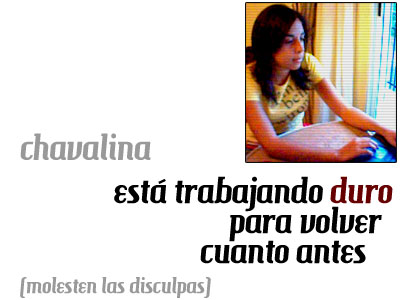 chavalina
está trabajando duro
para volver
cuanto antes
(molesten las disculpas)